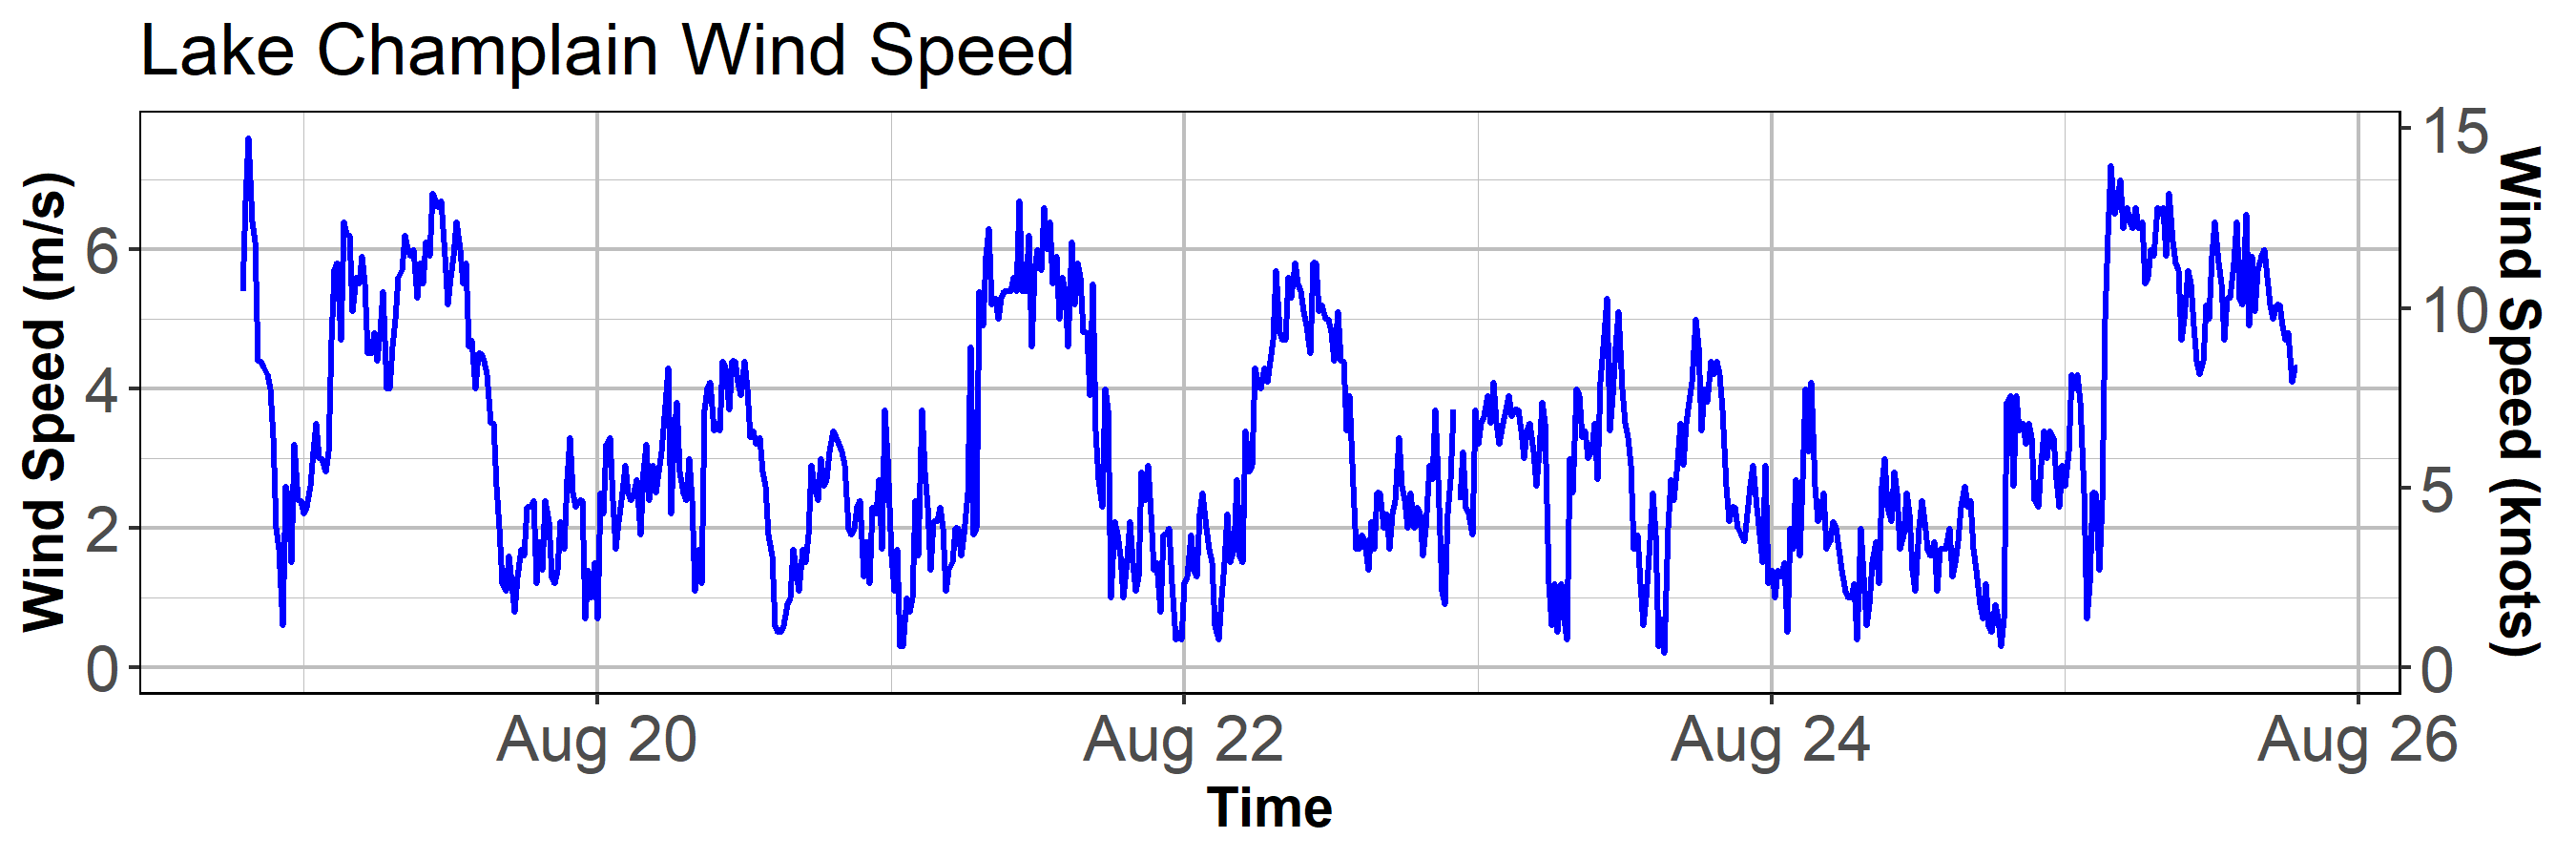 Lake Champlain Wind Speed
Wind Speed (m/s)
6
4
2
0
15
10
5
0
Wind Speed (knots)
Aug 20
Aug 22
Aug 24
Aug 26
Time